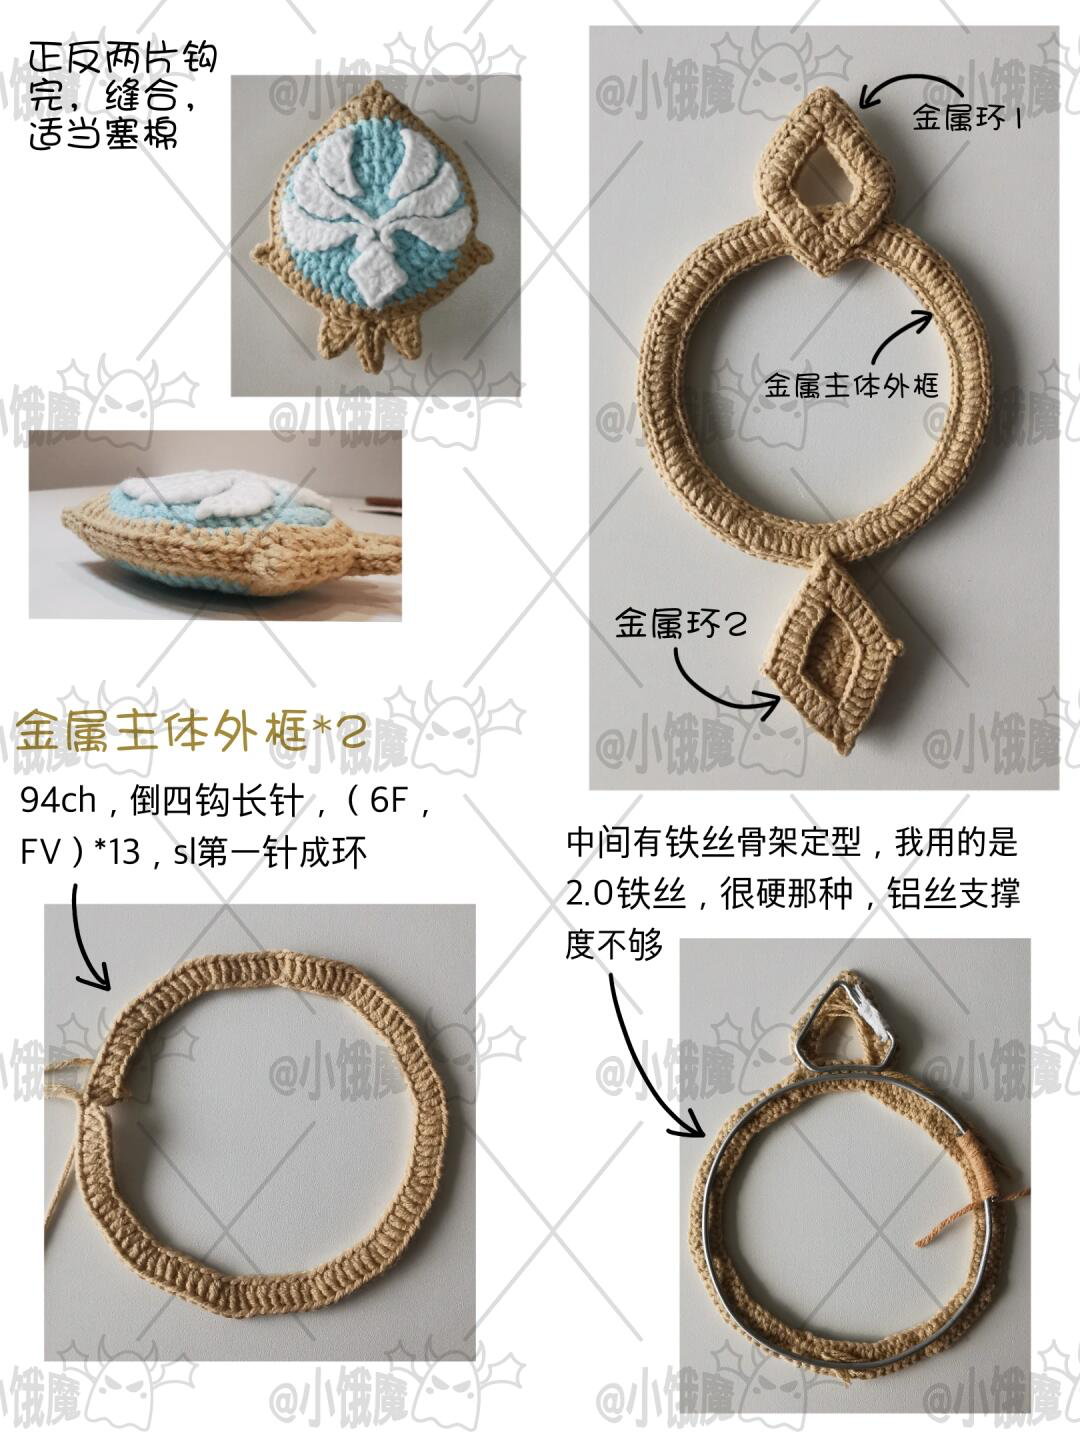 正反两片钩
完，缝合，
适当塞棉
金属环1
金属主体外框
金属环2
金属主体外框*2
94ch，倒四钩长针，（6F，
FV）*13，sl第一针成环
中间有铁丝骨架定型，我用的是
2.0铁丝，很硬那种，铝丝支撑
度不够
@小饿魔